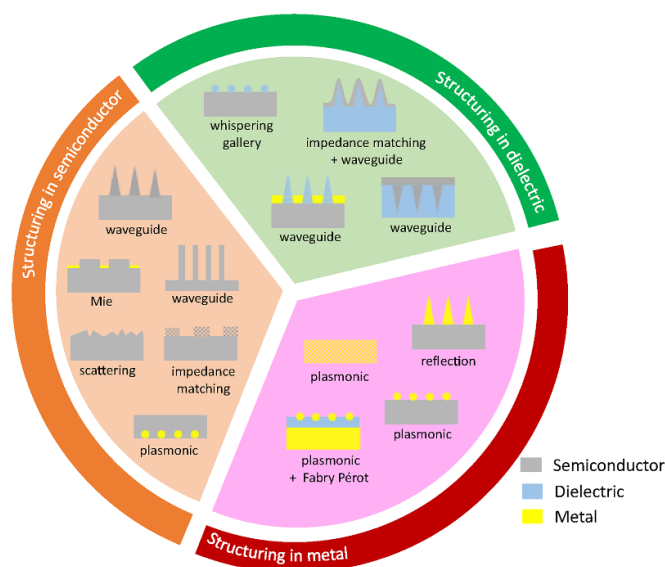 Structuring in semiconductor
Structuring in dielectric
whispering
gallery
impedance matching
+ waveguide
waveguide
waveguide
waveguide
Mie
waveguide
scattering
impedance
matching
plasmonic
reflection
plasmonic
plasmonic
plasmonic
+ Fabry Pérot
Structuring in metal
Semiconductor
Dielectric
Metal